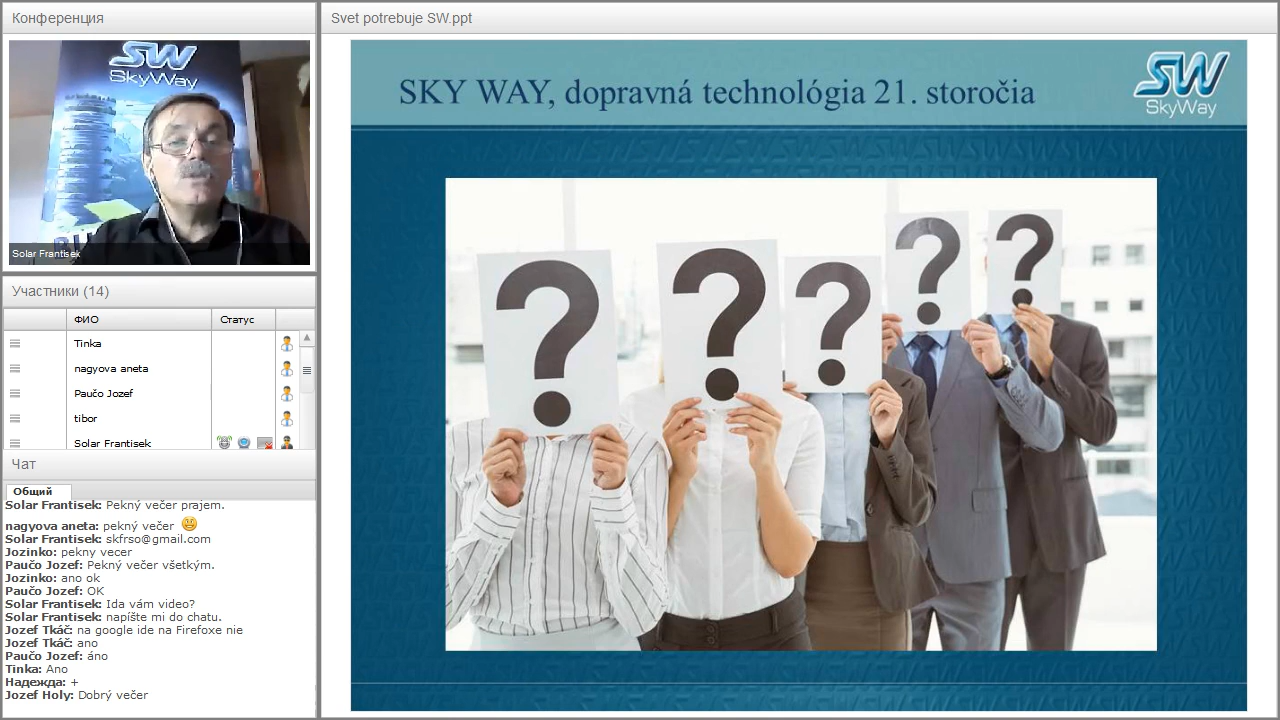 Конференция
SW
SkyWay
Solar Frantisek
Участники (14)
ФИО
Статус
Tinka
nagyova aneta
Paučo Jozef
tibor
Solar Frantisek
Чат
Общий
Solar Frantisek: Pekný večer prajem.
nagyova aneta: pekný večer
Solar Frantisek: solrso@gmail.com
Jozinko: pekny vecer
Paučo Jozef: Pekný večer všetkým.
Jozinko: ano ok
Paučo Jozef: OK
Solar Frantisek: Ida vám video?
Solar Frantisek: napíšte mi do chatu.
Jozef Tkáč: na google ide na Firefoxe nie
Jozef Tkáč: ano
Paučo Jozef: áno
Tinka: Ano
Надежда: +
Jozef Holy: Dobrý večer
Svet potrebuje SW.ppt
SKY WAY, dopravná technológia 21. storočia
SW
SkyWay
?
?
?
?
?